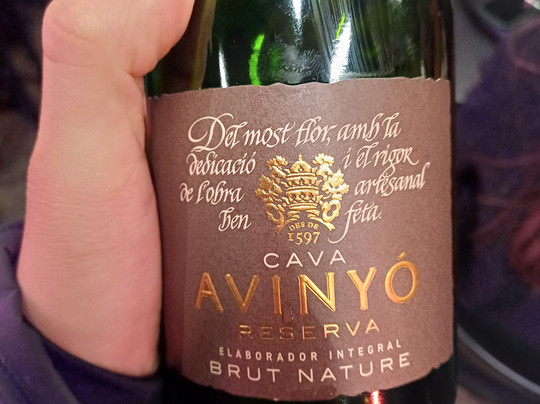 Del most flor, amb la
dedicació i el rigor
de l'obra artesanal
ben feta.
DES DE
1597
CAVA
AVINYÓ
RESERVA
ELABORADOR INTEGRAL
BRUT NATURE